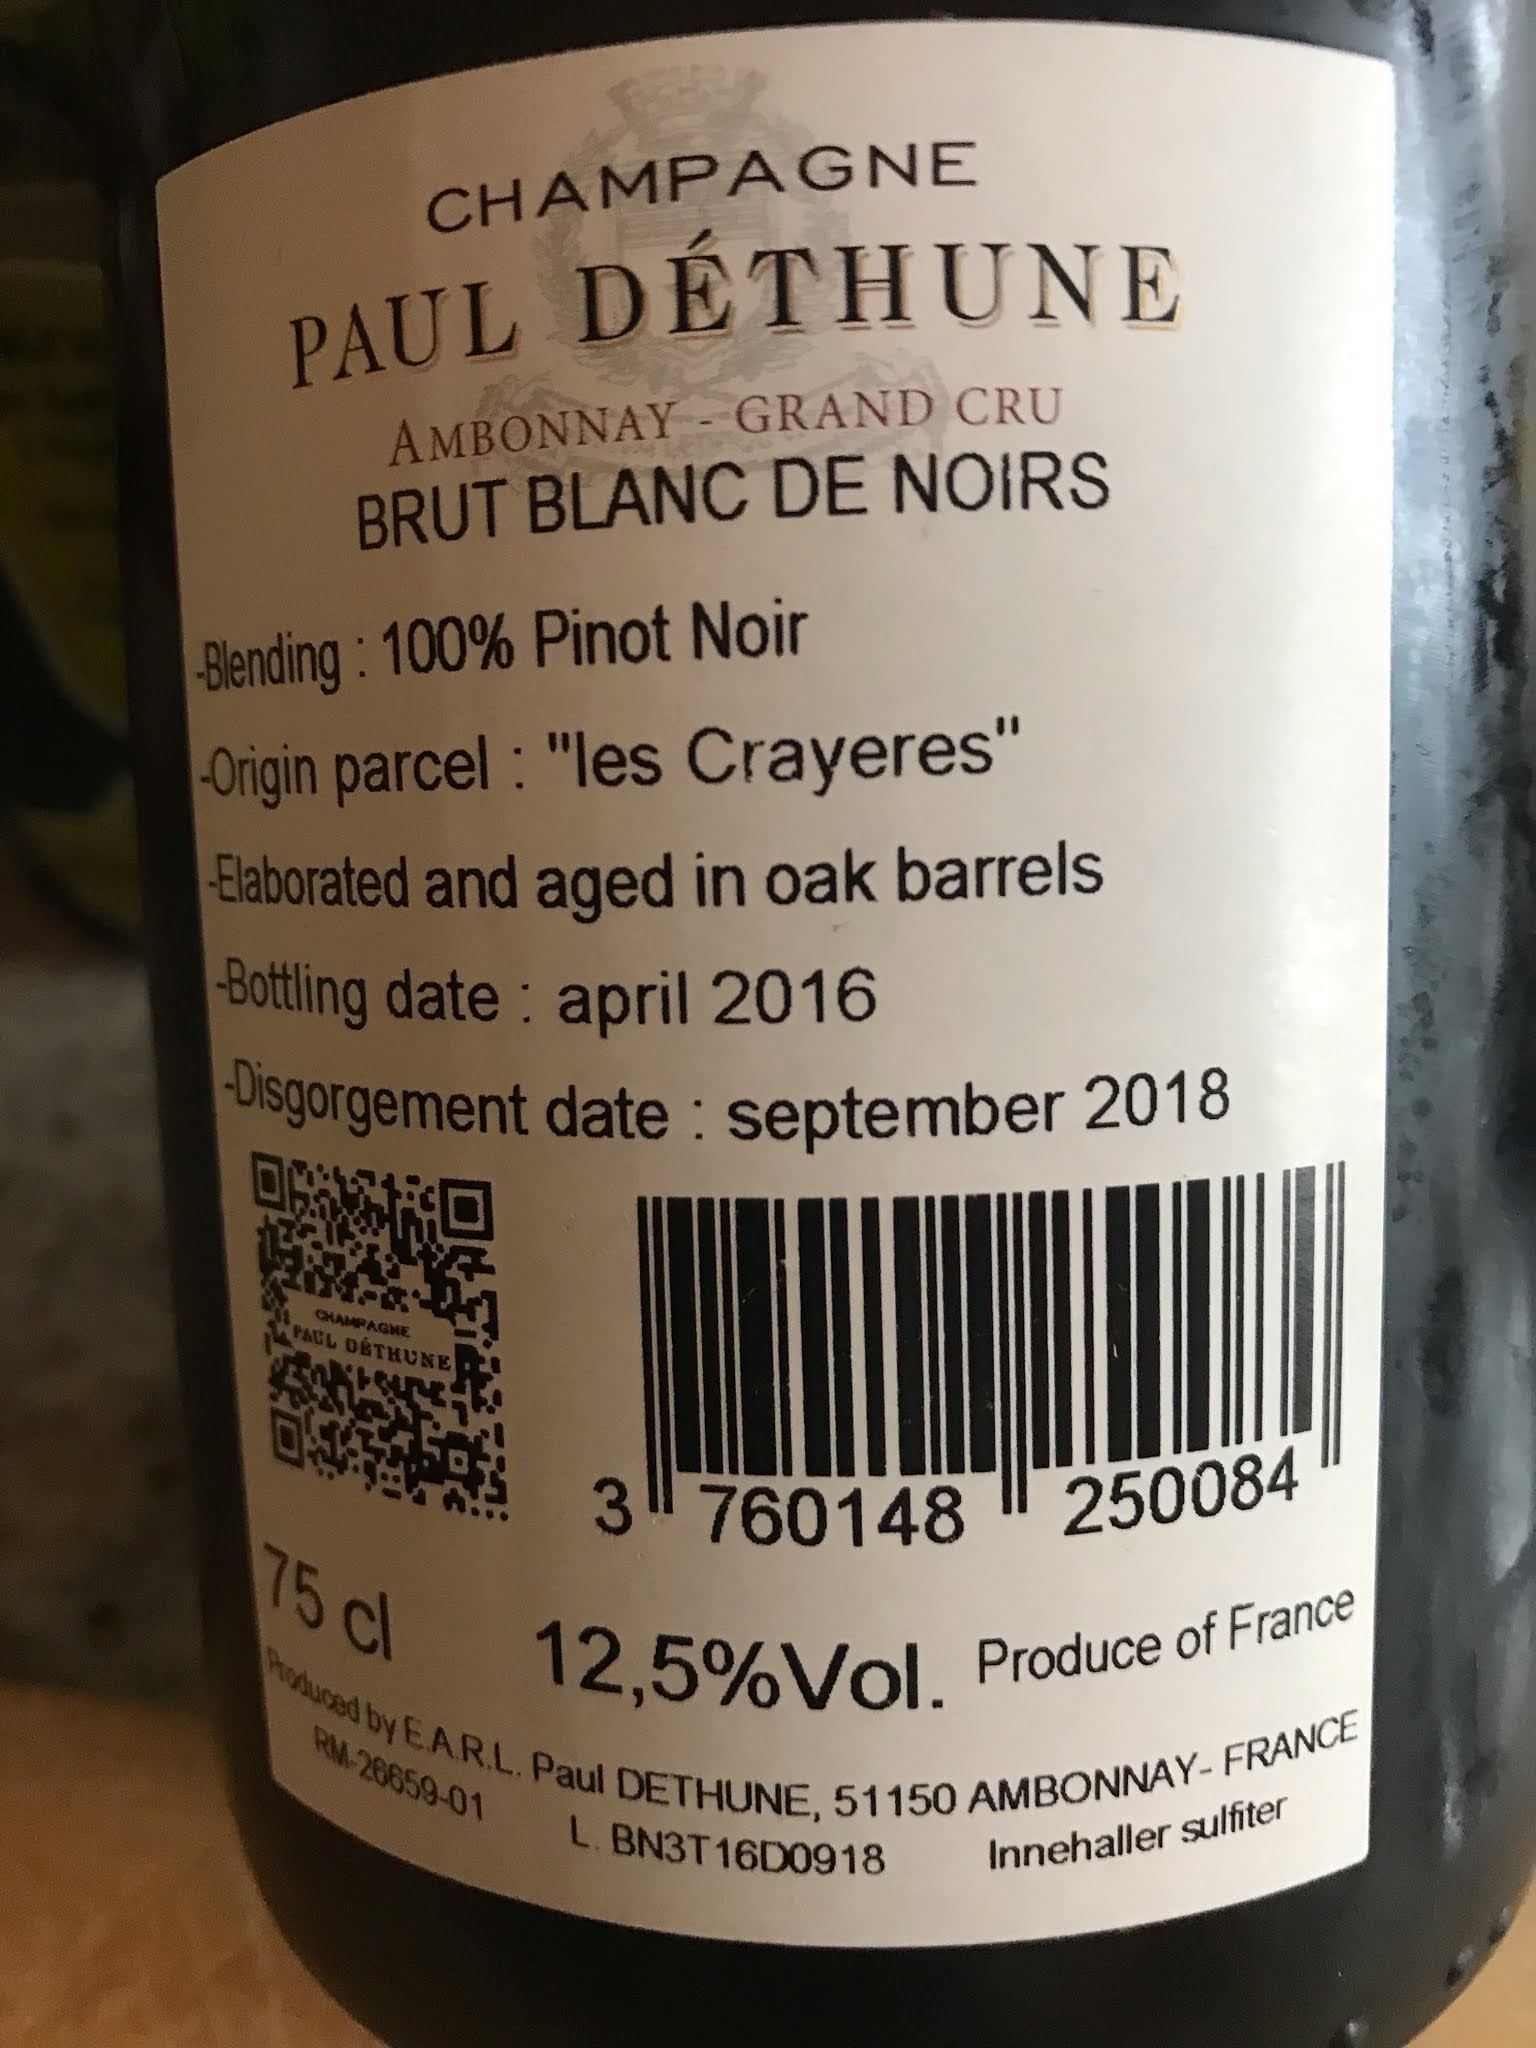 CHAMPAGNE
PAUL DÉTHUNE
AMBONNAY - GRAND CRU
BRUT BLANC DE NOIRS
-Blending : 100% Pinot Noir
-Origin parcel : "les Crayeres"
-Elaborated and aged in oak barrels
-Bottling date : april 2016
-Disgorgement date : september 2018
CHAMPAGNE
PAUL DÉTHUNE
3 760148 250084
75 cl 12,5%Vol. Produce of France
Produced by E.A.R.L. Paul DETHUNE, 51150 AMBONNAY- FRANCE
RM-26659-01 L. BN3T16D0918 Innehaller sulfiter